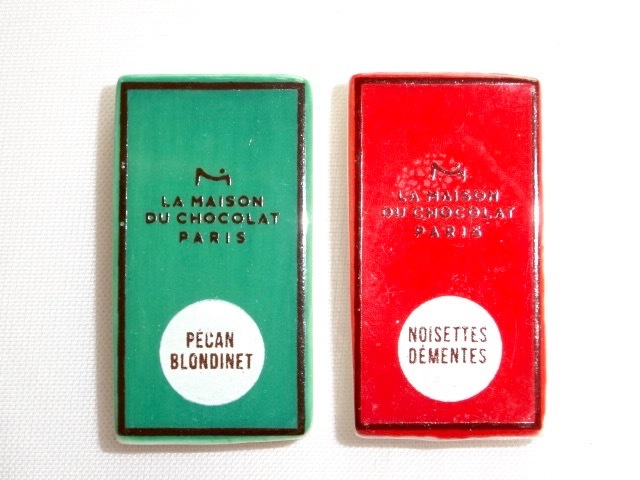 LA MAISON
DU CHOCOLAT
PARIS
PÉCAN
BLONDINET
LA MAISON
DU CHOCOLAT
PARIS
NOISETTES
DÉMENTES